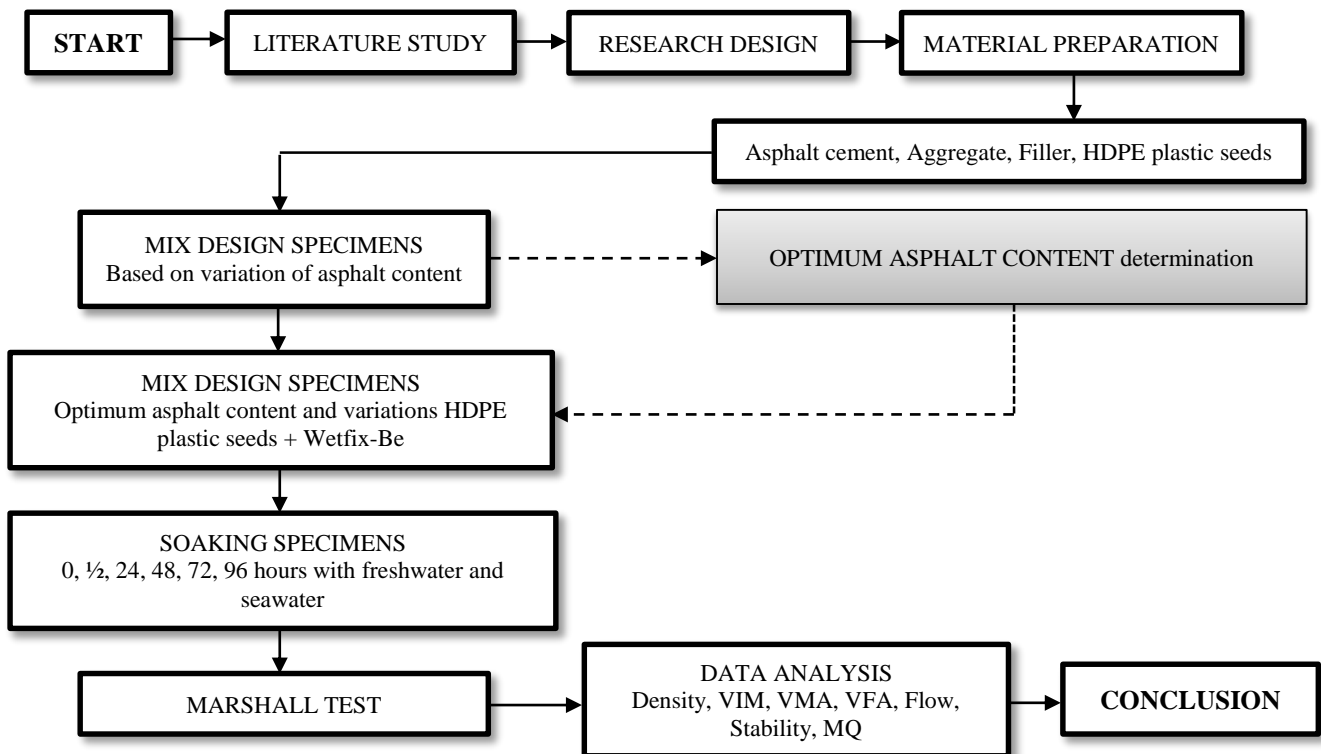 START
LITERATURE STUDY
RESEARCH DESIGN
MATERIAL PREPARATION
Asphalt cement, Aggregate, Filler, HDPE plastic seeds
MIX DESIGN SPECIMENS
Based on variation of asphalt content
OPTIMUM ASPHALT CONTENT determination
MIX DESIGN SPECIMENS
Optimum asphalt content and variations HDPE
plastic seeds + Wetfix-Be
SOAKING SPECIMENS
0, ½, 24, 48, 72, 96 hours with freshwater and
seawater
MARSHALL TEST
DATA ANALYSIS
Density, VIM, VMA, VFA, Flow,
Stability, MQ
CONCLUSION